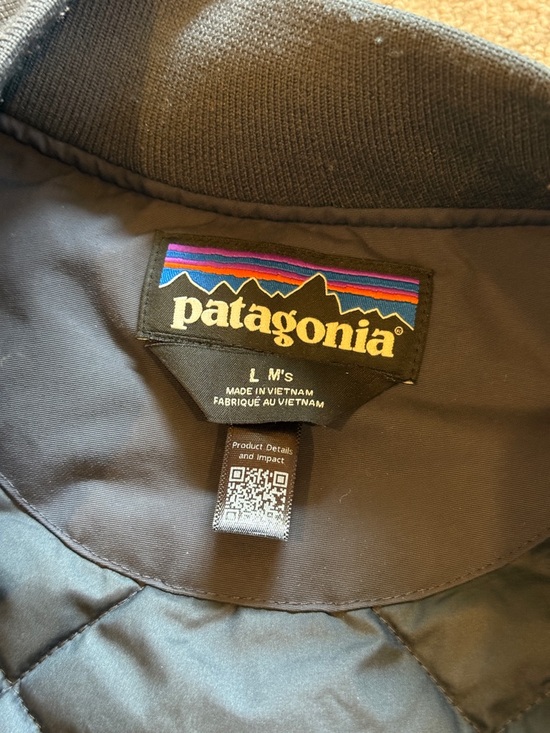 patagonia®
L M's
MADE IN VIETNAM
FABRIQUÉ AU VIETNAM
Product Details
and Impact